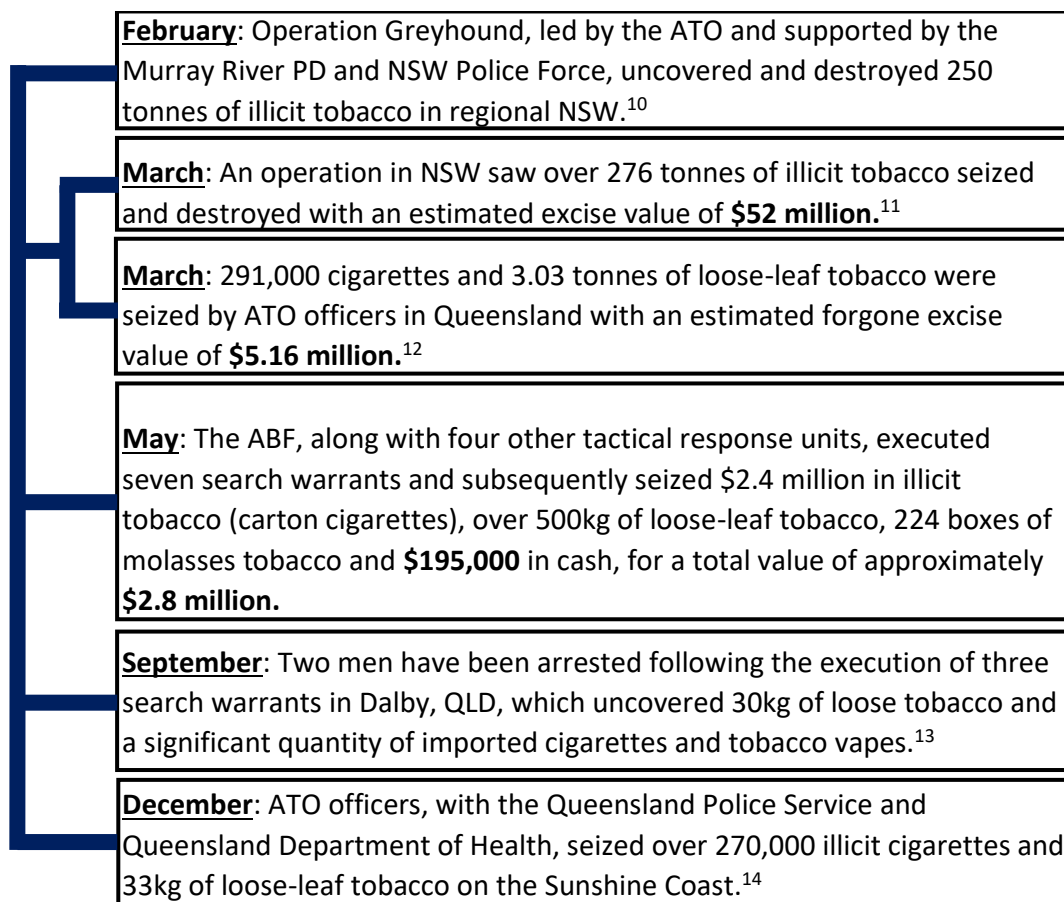 February: Operation Greyhound, led by the ATO and supported by the
Murray River PD and NSW Police Force, uncovered and destroyed 250
tonnes of illicit tobacco in regional NSW.10
March: An operation in NSW saw over 276 tonnes of illicit tobacco seized
and destroyed with an estimated excise value of $52 million.11
March: 291,000 cigarettes and 3.03 tonnes of loose-leaf tobacco were
seized by ATO officers in Queensland with an estimated forgone excise
value of $5.16 million.12
May: The ABF, along with four other tactical response units, executed
seven search warrants and subsequently seized $2.4 million in illicit
tobacco (carton cigarettes), over 500kg of loose-leaf tobacco, 224 boxes of
molasses tobacco and $195,000 in cash, for a total value of approximately
$2.8 million.
September: Two men have been arrested following the execution of three
search warrants in Dalby, QLD, which uncovered 30kg of loose tobacco and
a significant quantity of imported cigarettes and tobacco vapes.13
December: ATO officers, with the Queensland Police Service and
Queensland Department of Health, seized over 270,000 illicit cigarettes and
33kg of loose-leaf tobacco on the Sunshine Coast.14